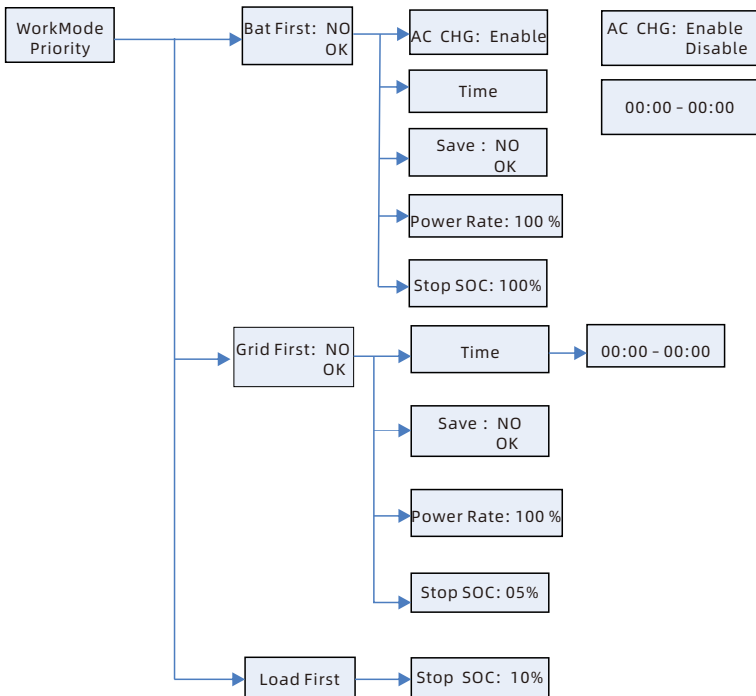 WorkMode
Priority
Bat First: NO
OK
AC CHG: Enable
AC CHG: Enable
Disable
Time
00:00 – 00:00
Save : NO
OK
Power Rate: 100 %
Stop SOC: 100%
Grid First: NO
OK
Time
00:00 – 00:00
Save : NO
OK
Power Rate: 100 %
Stop SOC: 05%
Load First
Stop SOC: 10%